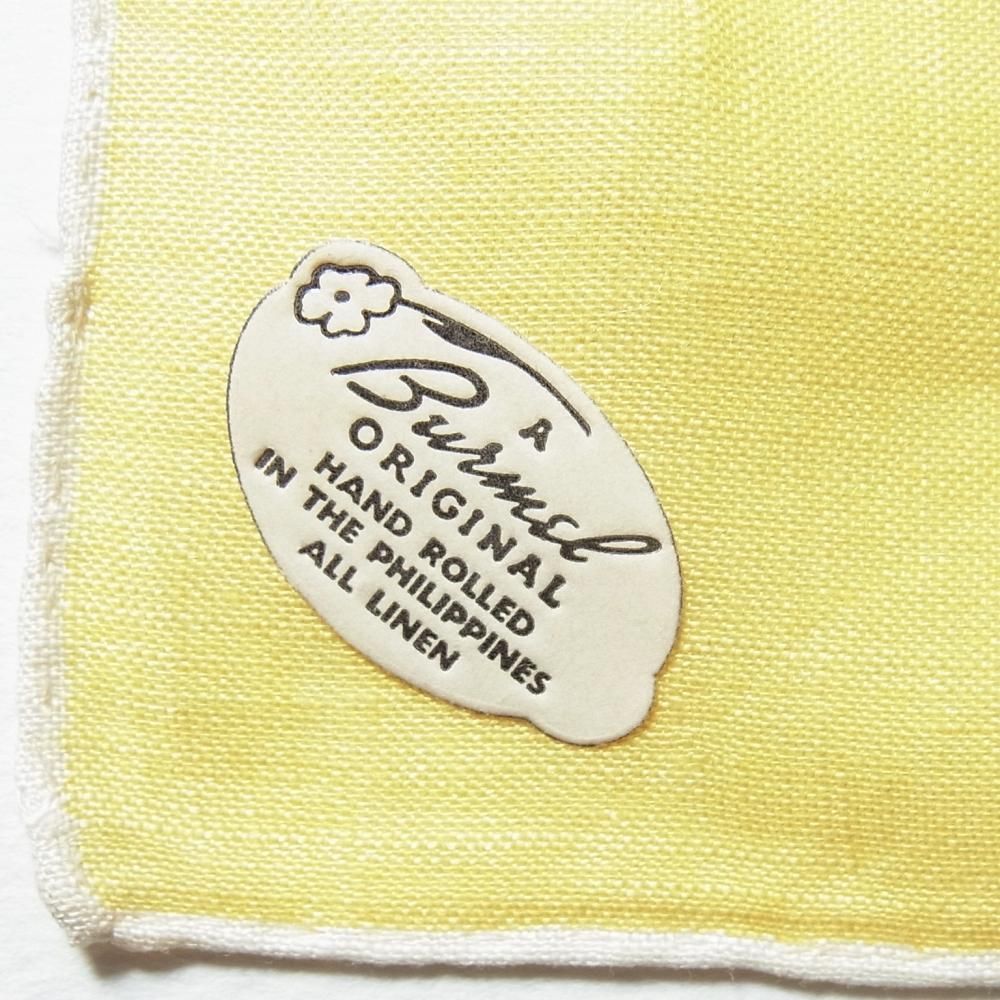 A
Burmel
ORIGINAL
HAND ROLLED
IN THE PHILIPPINES
ALL LINEN